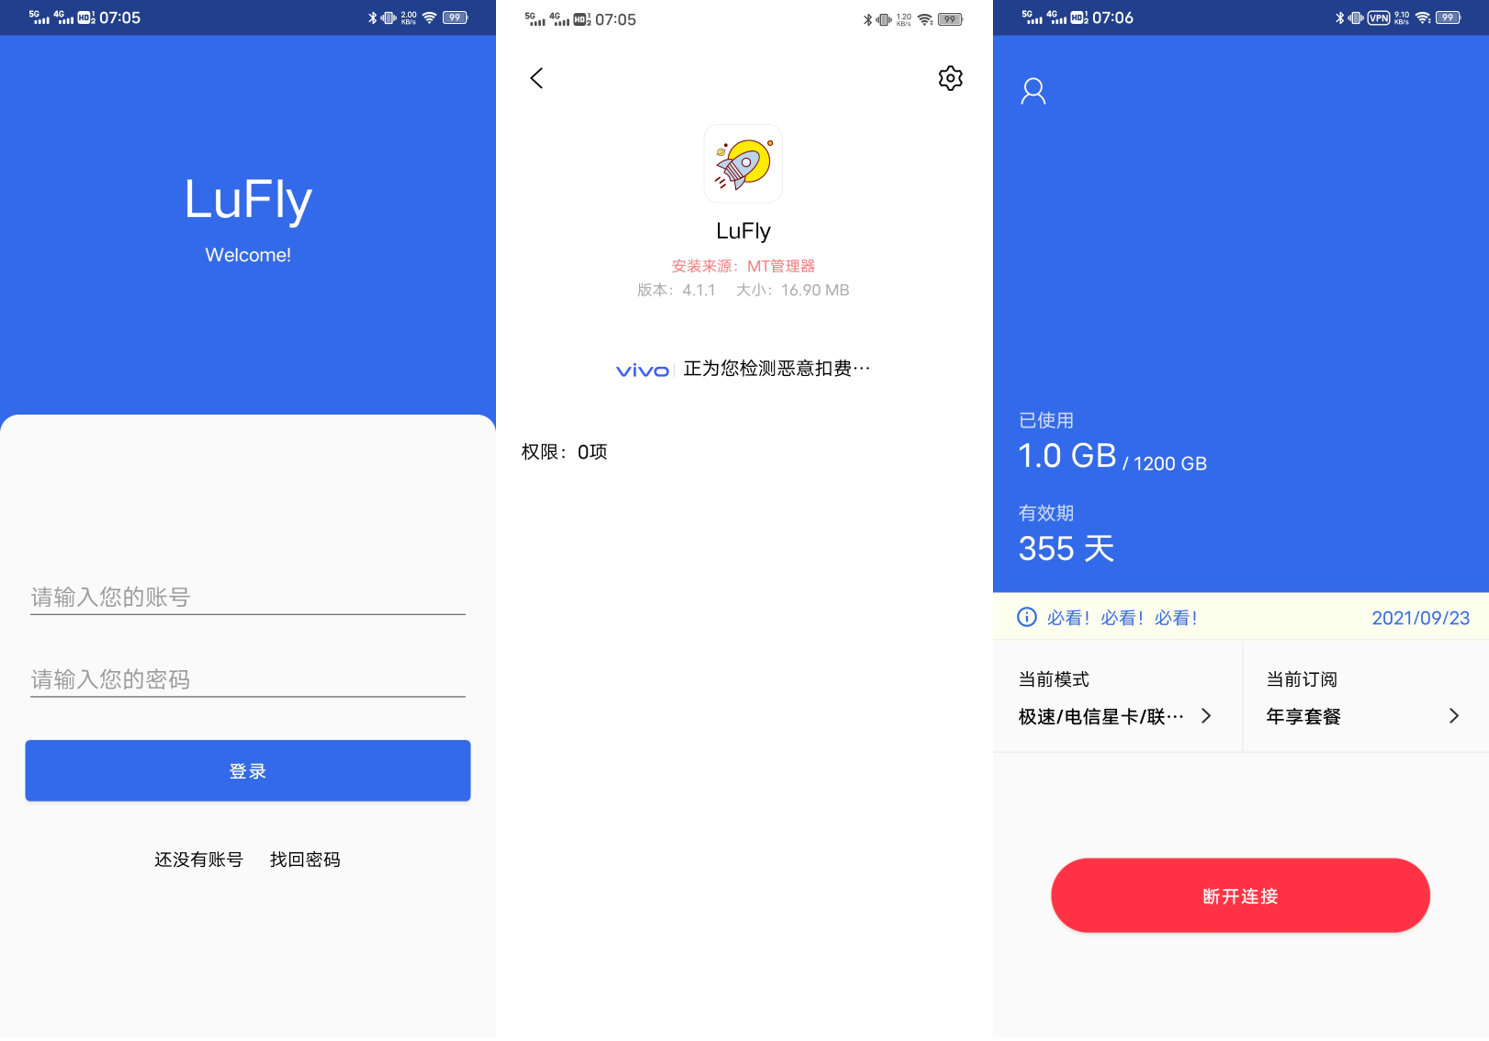 5G 4G HD 1 2 07:05
2.00 KB/s 99
LuFly
Welcome!
请输入您的账号
请输入您的密码
登录
还没有账号 找回密码
5G 4G HD 1 2 07:05
1.20 KB/s 99
LuFly
安装来源：MT管理器
版本：4.1.1 大小：16.90 MB
vivo 正为您检测恶意扣费…
权限：0项
5G 4G HD 1 2 07:06
VPN 9.10 KB/s 99
已使用
1.0 GB / 1200 GB
有效期
355 天
必看！必看！必看！ 2021/09/23
当前模式
极速/电信星卡/联…
当前订阅
年享套餐
断开连接